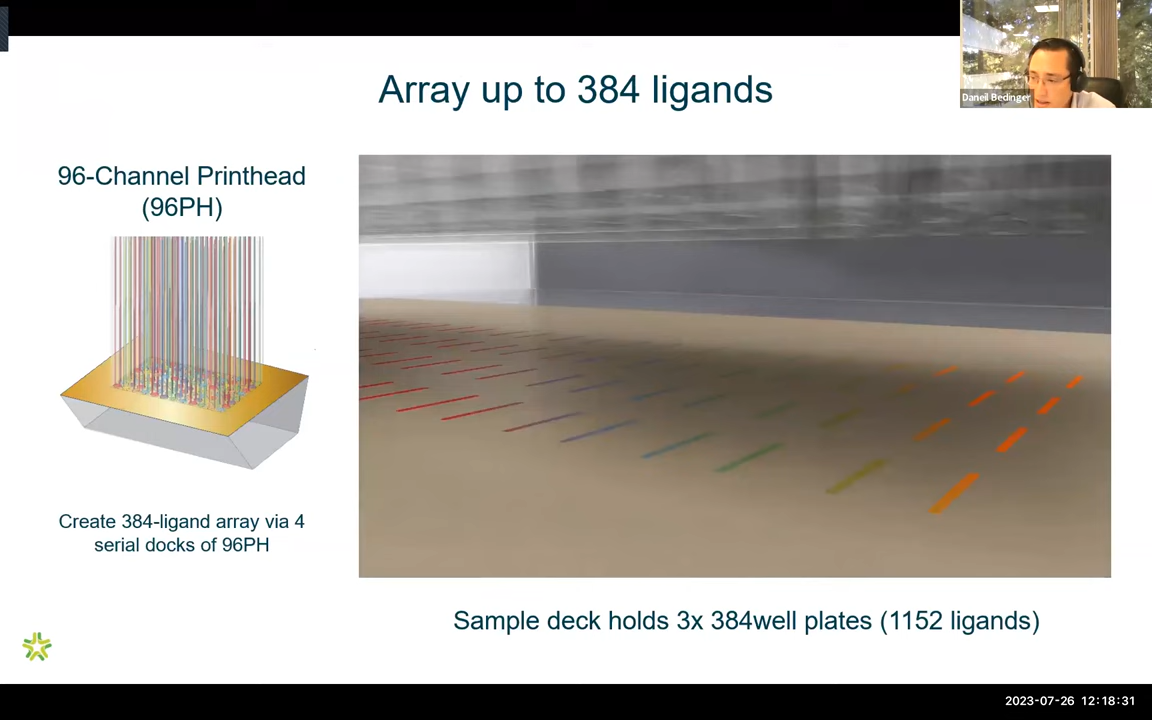 Array up to 384 ligands
Daneil Bedinger
96-Channel Printhead
(96PH)
Create 384-ligand array via 4
serial docks of 96PH
Sample deck holds 3x 384well plates (1152 ligands)
2023-07-26 12:18:31